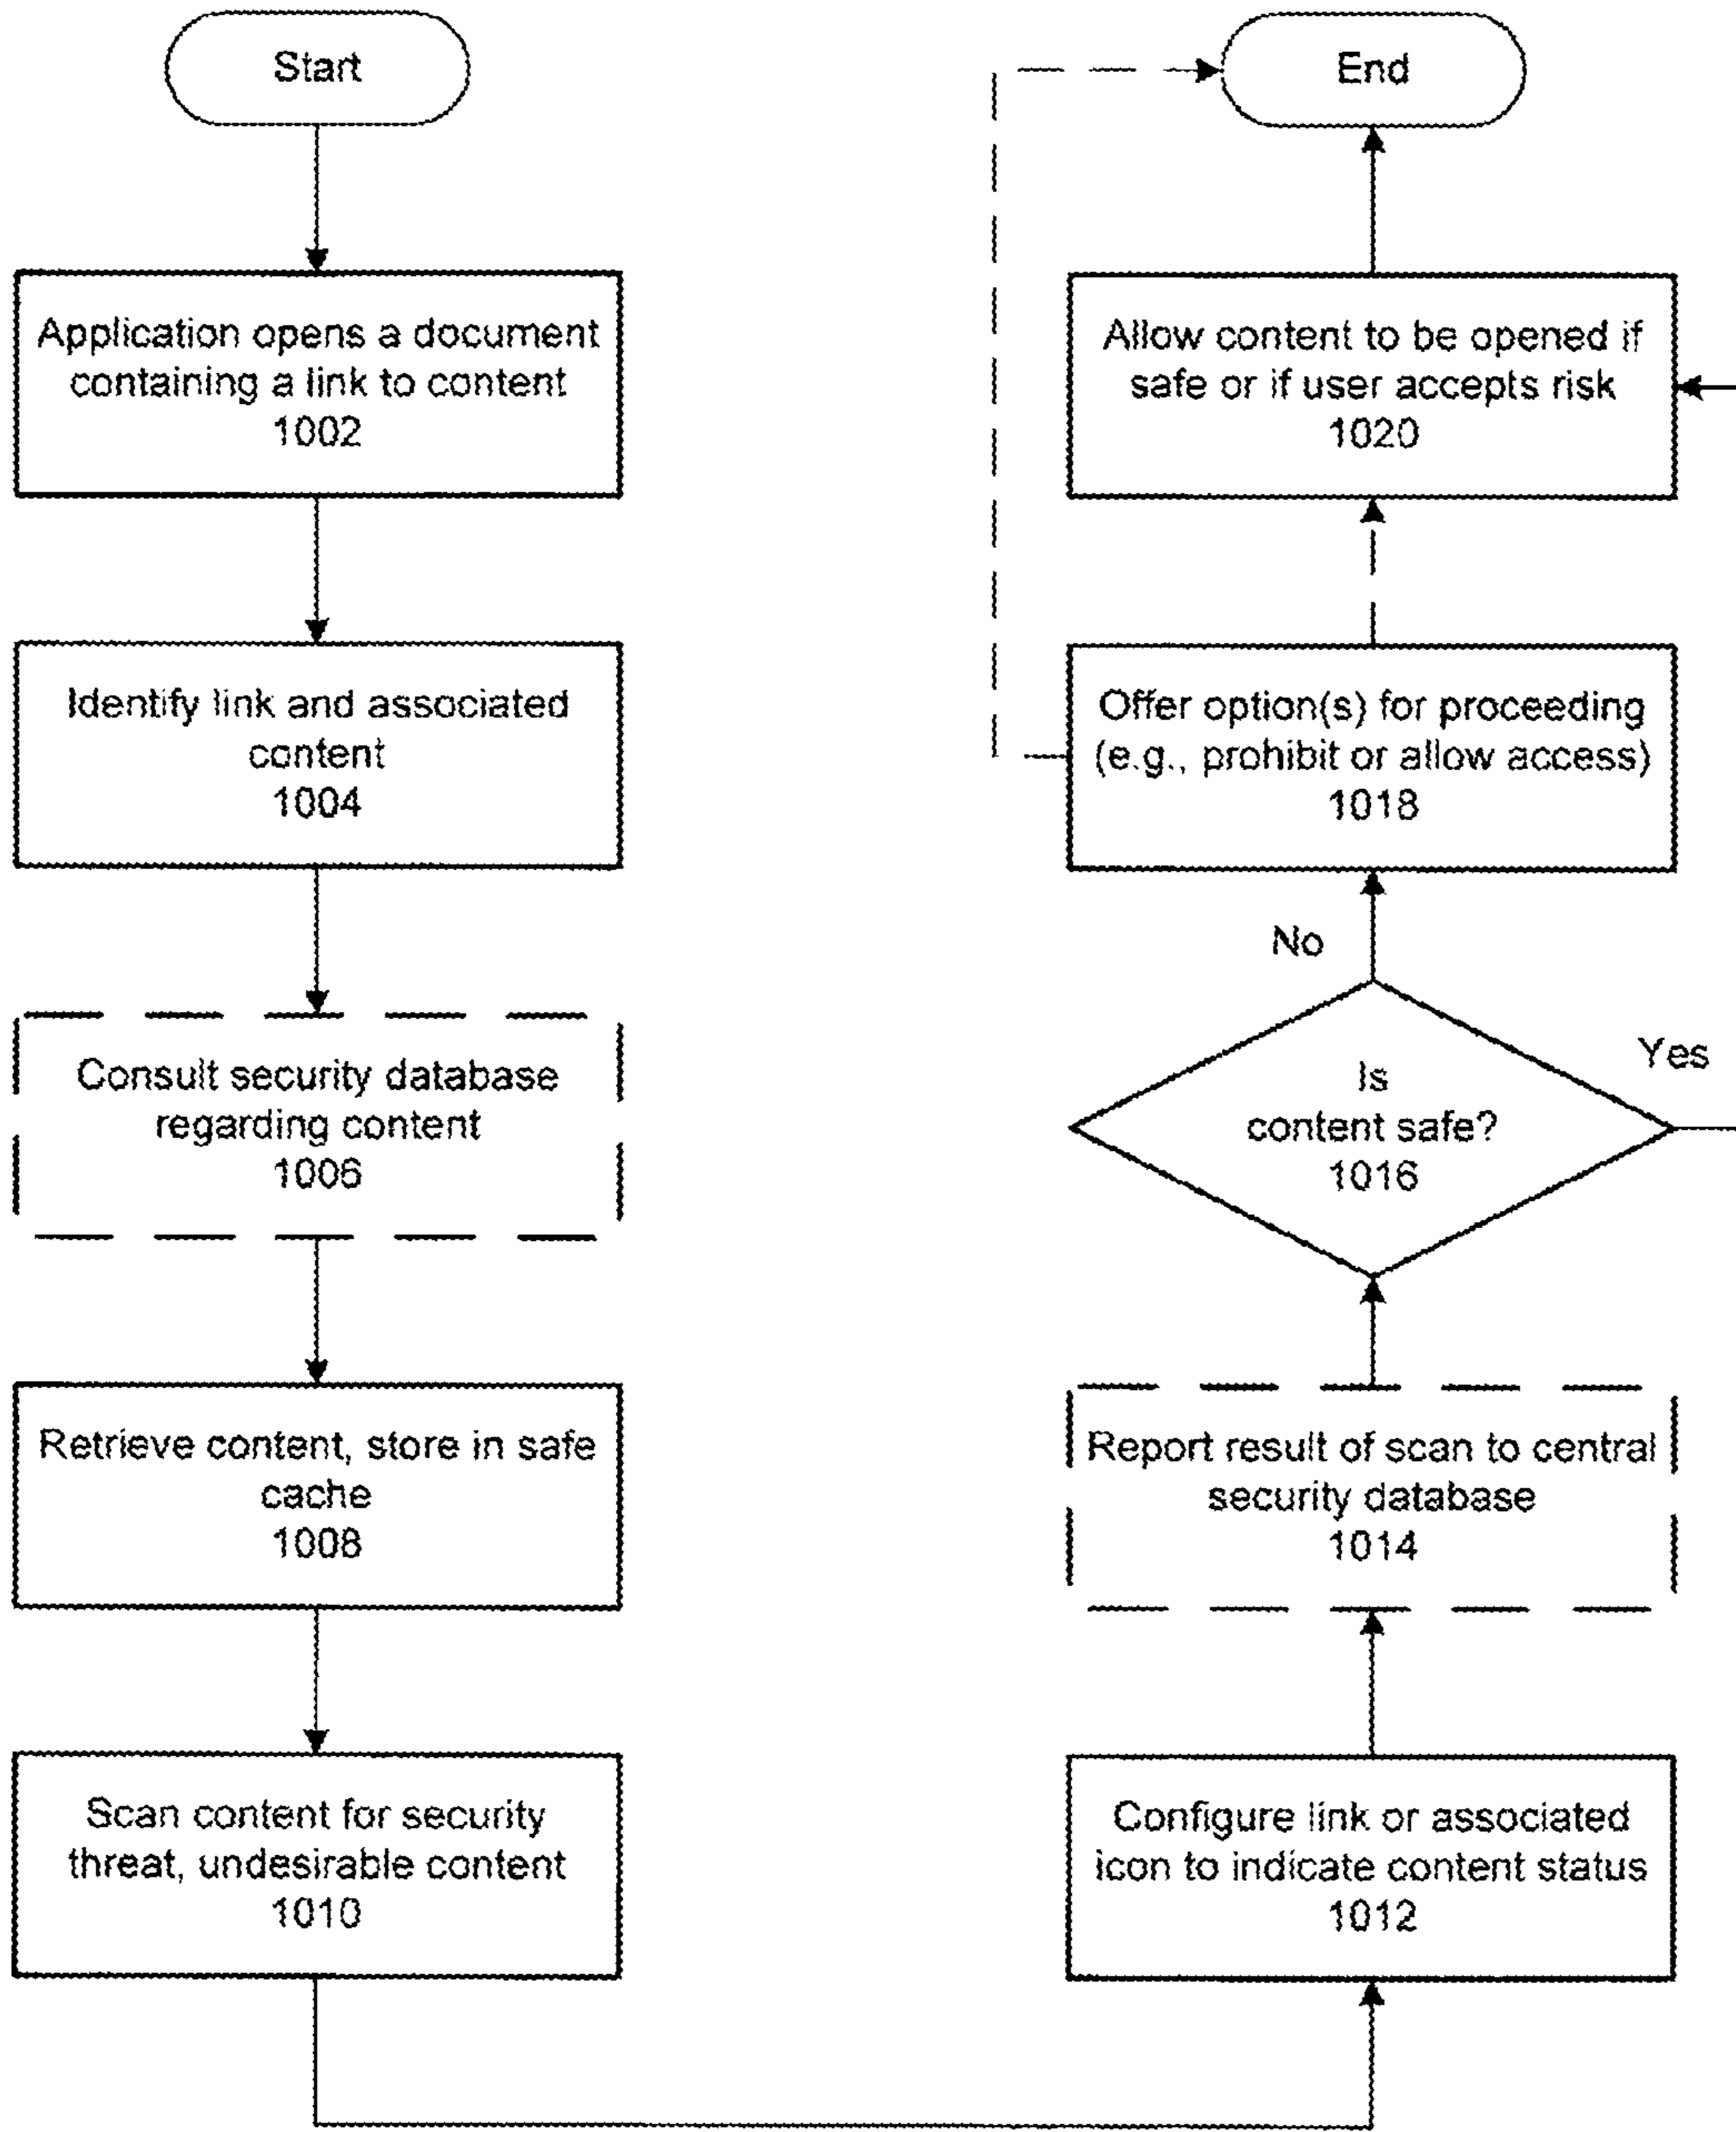 Start
Application opens a document
containing a link to content
1002
Identify link and associated
content
1004
Consult security database
regarding content
1006
Retrieve content, store in safe
cache
1008
Scan content for security
threat, undesirable content
1010
Configure link or associated
icon to indicate content status
1012
Report result of scan to central
security database
1014
Is
content safe?
1016
No
Yes
Offer option(s) for proceeding
(e.g., prohibit or allow access)
1018
Allow content to be opened if
safe or if user accepts risk
1020
End